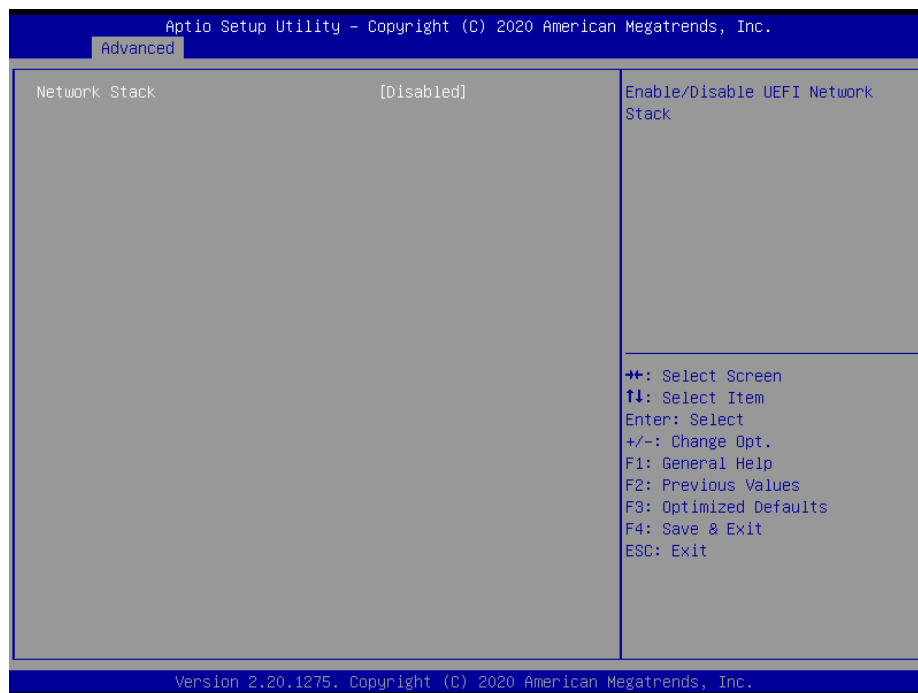 Aptio Setup Utility – Copyright (C) 2020 American Megatrends, Inc.
Advanced
Network Stack [Disabled]
Enable/Disable UEFI Network
Stack
→←: Select Screen
↑↓: Select Item
Enter: Select
+/-: Change Opt.
F1: General Help
F2: Previous Values
F3: Optimized Defaults
F4: Save & Exit
ESC: Exit
Version 2.20.1275. Copyright (C) 2020 American Megatrends, Inc.